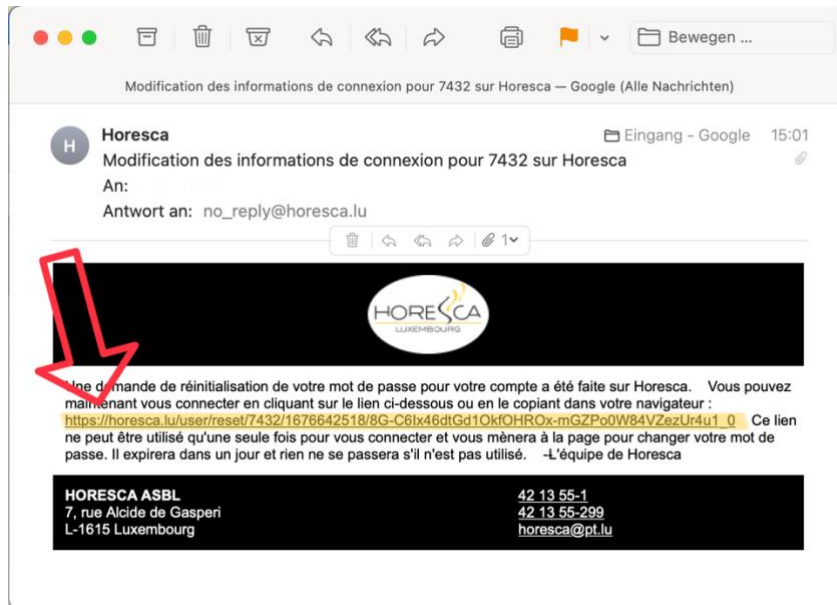 Bewegen ...
Modification des informations de connexion pour 7432 sur Horesca — Google (Alle Nachrichten)
H
Horesca
Eingang - Google 15:01
Modification des informations de connexion pour 7432 sur Horesca
An:
Antwort an: no_reply@horesca.lu
1
HORESCA
LUXEMBOURG
Une demande de réinitialisation de votre mot de passe pour votre compte a été faite sur Horesca. Vous pouvez
maintenant vous connecter en cliquant sur le lien ci-dessous ou en le copiant dans votre navigateur :
https://horesca.lu/user/reset/7432/1676642518/8G-C6Ix46dtGd1OkfOHROx-mGZPo0W84VZezUr4u1_0 Ce lien
ne peut être utilisé qu'une seule fois pour vous connecter et vous mènera à la page pour changer votre mot de
passe. Il expirera dans un jour et rien ne se passera s'il n'est pas utilisé. -L'équipe de Horesca
HORESCA ASBL
7, rue Alcide de Gasperi
L-1615 Luxembourg
42 13 55-1
42 13 55-299
horesca@pt.lu